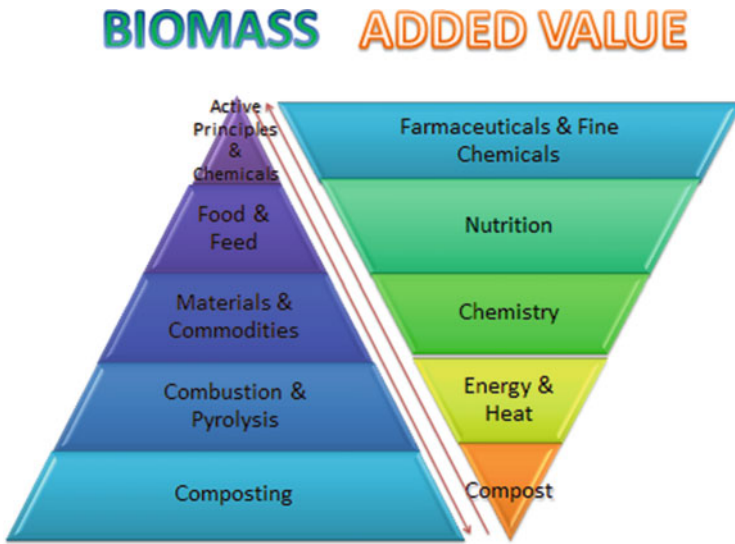 BIOMASS ADDED VALUE
Active
Principles
&
Chemicals
Food &
Feed
Materials &
Commodities
Combustion &
Pyrolysis
Composting
Farmaceuticals & Fine
Chemicals
Nutrition
Chemistry
Energy &
Heat
Compost